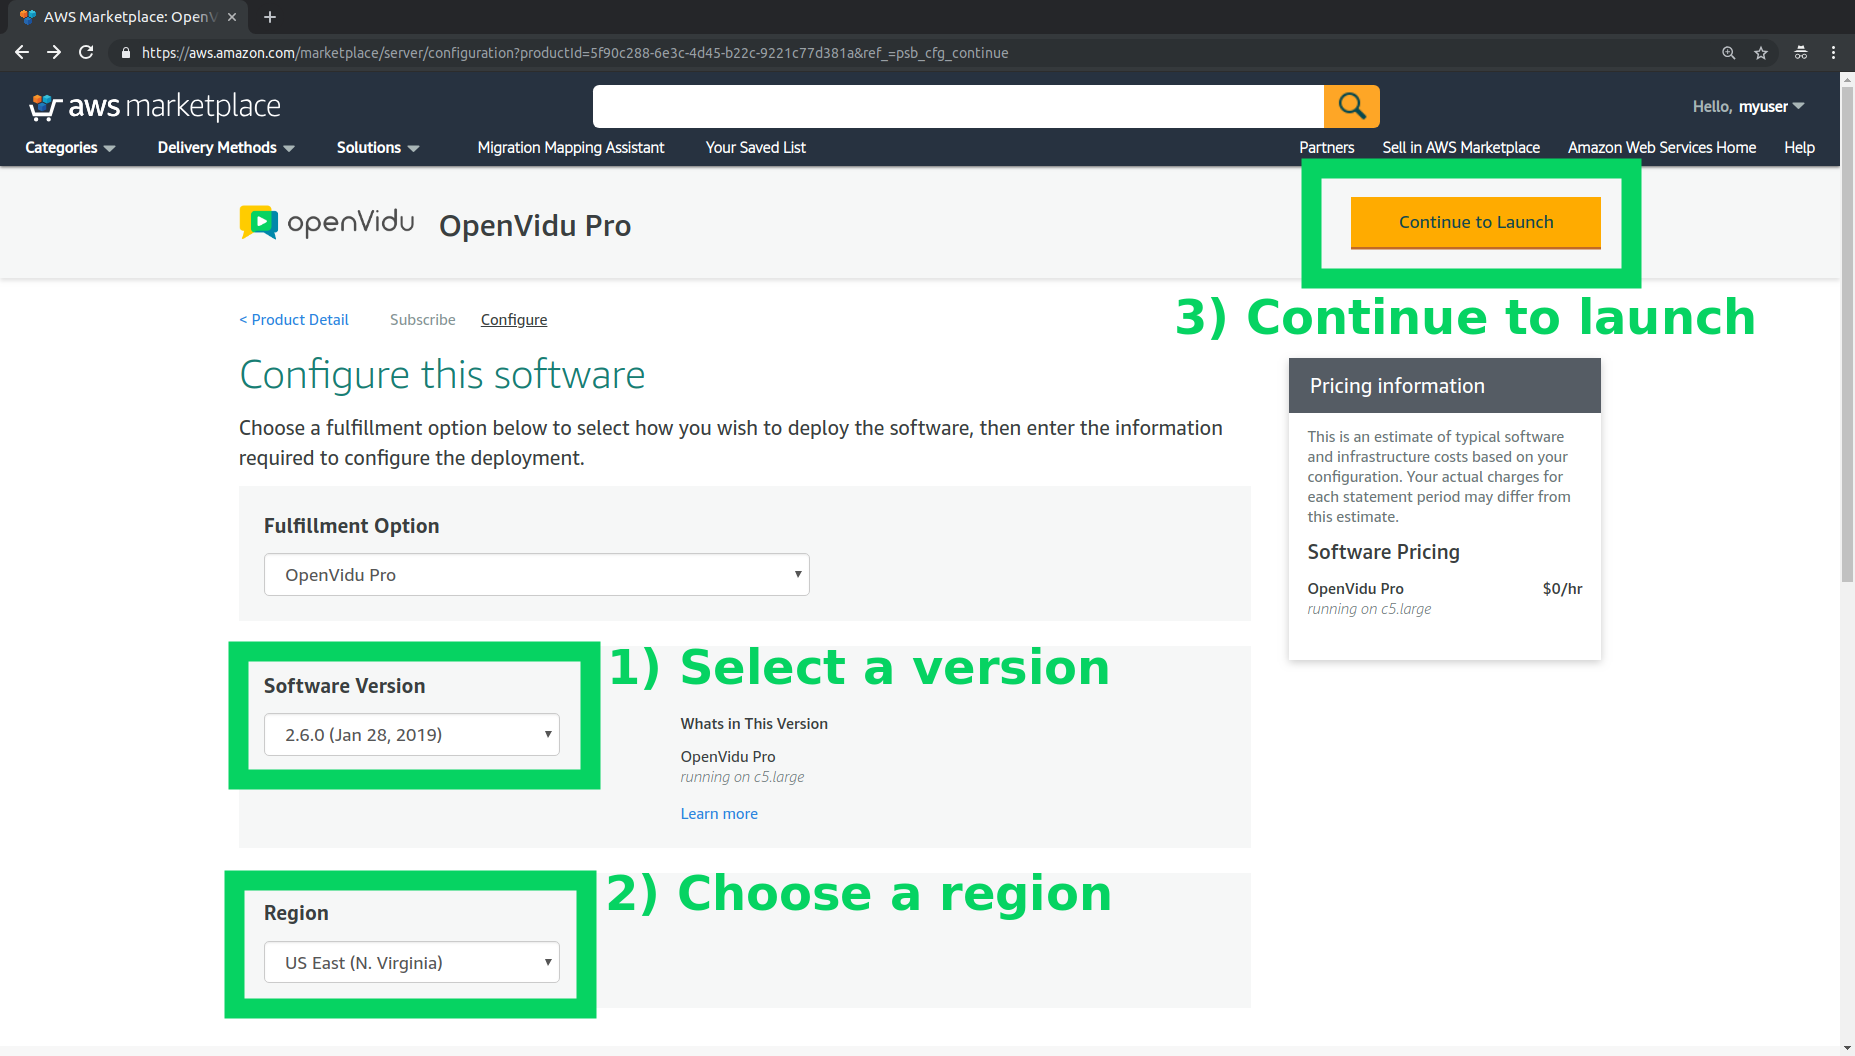 AWS Marketplace: OpenV
https://aws.amazon.com/marketplace/server/configuration?productId=5f90c288-6e3c-4d45-b22c-9221c77d381a&ref_=psb_cfg_continue
aws marketplace
Hello, myuser
Categories Delivery Methods Solutions Migration Mapping Assistant Your Saved List Partners Sell in AWS Marketplace Amazon Web Services Home Help
openVidu OpenVidu Pro
Continue to Launch
3) Continue to launch
< Product Detail Subscribe Configure
Configure this software
Choose a fulfillment option below to select how you wish to deploy the software, then enter the information
required to configure the deployment.
Pricing information
This is an estimate of typical software
and infrastructure costs based on your
configuration. Your actual charges for
each statement period may differ from
this estimate.
Software Pricing
OpenVidu Pro $0/hr
running on c5.large
Fulfillment Option
OpenVidu Pro
1) Select a version
Software Version
2.6.0 (Jan 28, 2019)
Whats in This Version
OpenVidu Pro
running on c5.large
Learn more
2) Choose a region
Region
US East (N. Virginia)